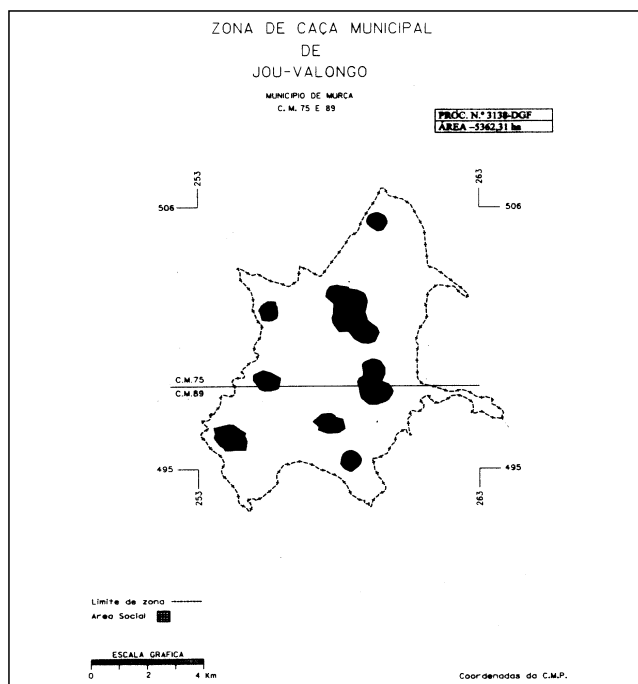 ZONA DE CAÇA MUNICIPAL
DE
JOU-VALONGO
MUNICIPIO DE MURÇA
C. M. 75 E 89
PROC. N.º 3138-DGF
ÁREA -5362,31 ha
253
263
506
506
C.M.75
C.M.89
495
495
253
263
Limite de zona
Area Social
ESCALA GRAFICA
0 2 4 Km
Coordenadas da C.M.P.